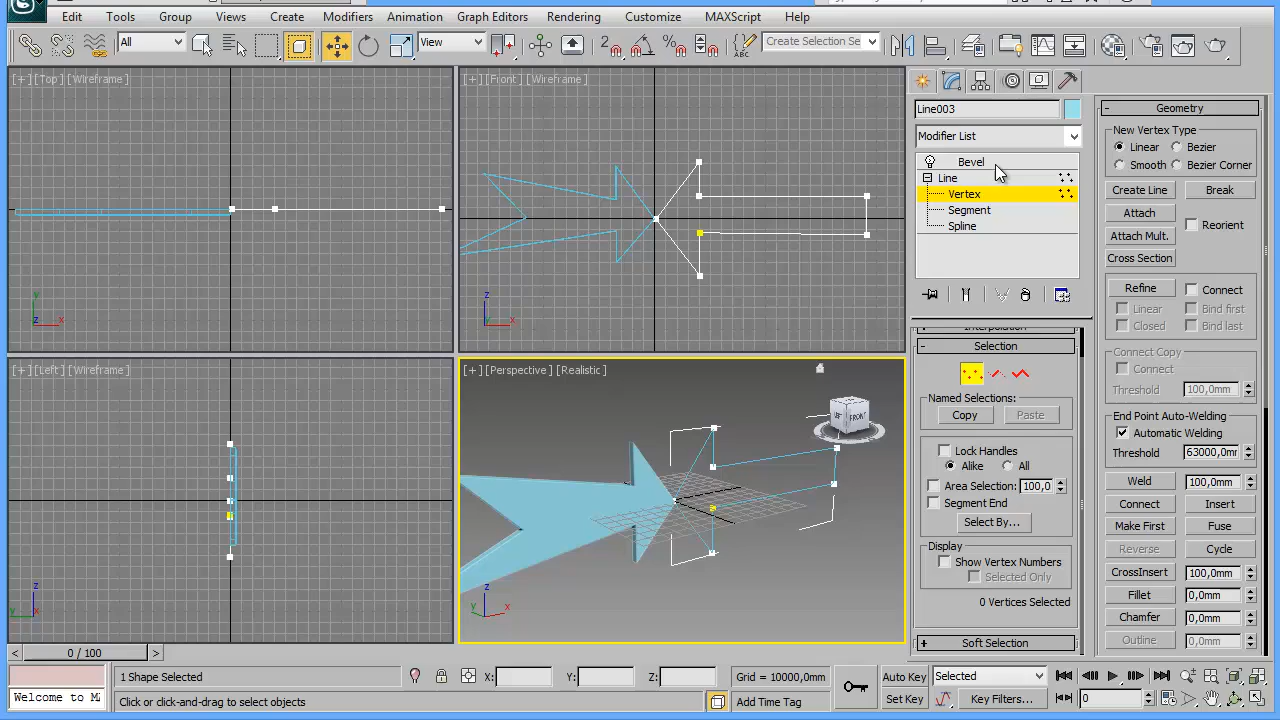 Edit Tools Group Views Create Modifiers Animation Graph Editors Rendering Customize MAXScript Help
All View Create Selection Se
[+] [Top] [Wireframe]
[+] [Front] [Wireframe]
[+] [Left] [Wireframe]
[+] [Perspective] [Realistic]
FRONT
y
z x
z
y x
z
y x
z
y x
Line003
Modifier List
Bevel
Line
Vertex
Segment
Spline
Interpolation
Selection
Named Selections:
Copy Paste
Lock Handles
Alike All
Area Selection: 100,0
Segment End
Select By...
Display
Show Vertex Numbers
Selected Only
0 Vertices Selected
Soft Selection
Geometry
New Vertex Type
Linear Bezier
Smooth Bezier Corner
Create Line Break
Attach Reorient
Attach Mult.
Cross Section
Refine Connect
Linear Bind first
Closed Bind last
Connect Copy
Connect
Threshold 100,0mm
End Point Auto-Welding
Automatic Welding
Threshold 63000,0mr
Weld 100,0mm
Connect Insert
Make First Fuse
Reverse Cycle
CrossInsert 100,0mm
Fillet 0,0mm
Chamfer 0,0mm
Outline 0,0mm
< 0 / 100 >
Welcome to M
1 Shape Selected X: Y: Z: Grid = 10000,0mm
Click or click-and-drag to select objects Add Time Tag
Auto Key Selected
Set Key Key Filters... 0